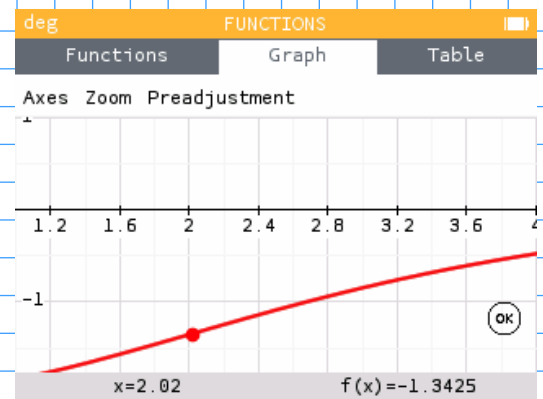 deg FUNCTIONS
Functions Graph Table
Axes Zoom Preadjustment
1
1.2 1.6 2 2.4 2.8 3.2 3.6 4
-1
OK
x=2.02 f(x)=-1.3425